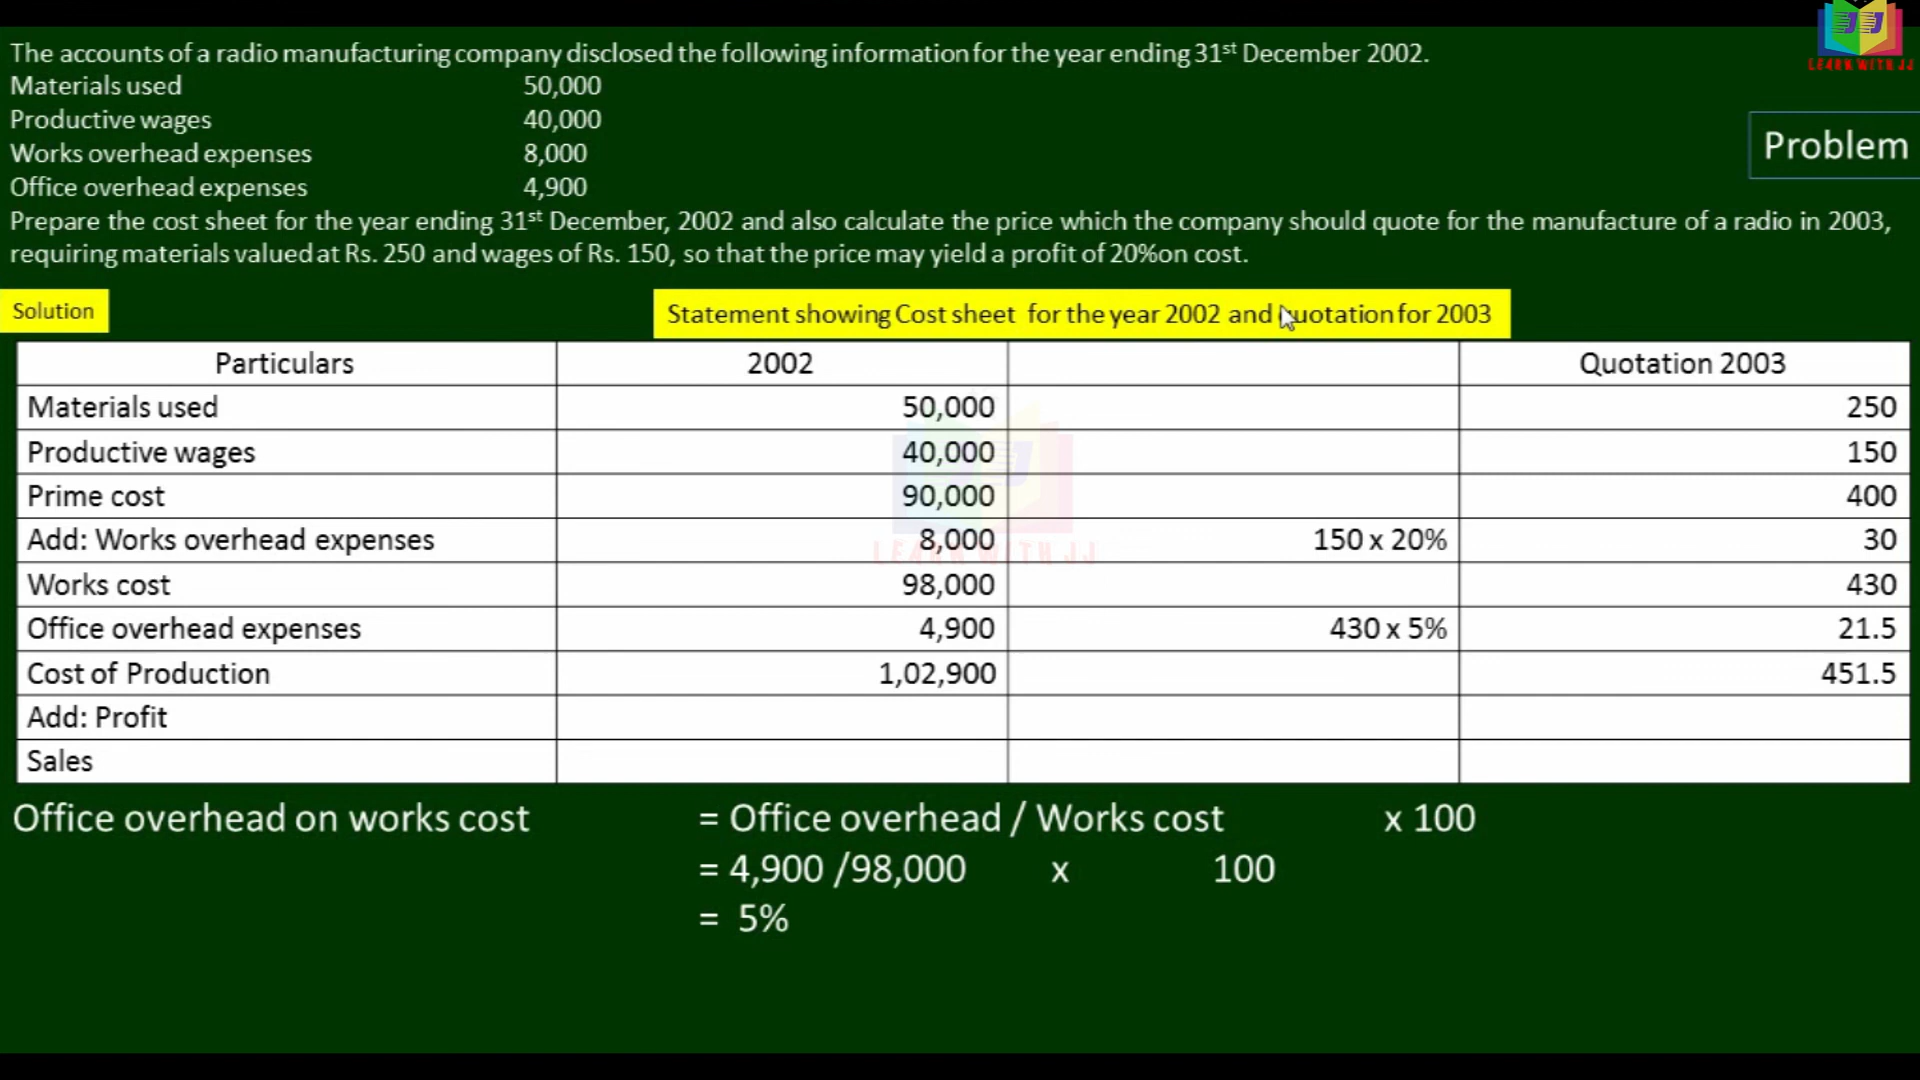 LEARN WITH JJ
The accounts of a radio manufacturing company disclosed the following information for the year ending 31st December 2002.
Materials used 50,000
Productive wages 40,000
Works overhead expenses 8,000
Office overhead expenses 4,900
Problem
Prepare the cost sheet for the year ending 31st December, 2002 and also calculate the price which the company should quote for the manufacture of a radio in 2003,
requiring materials valued at Rs. 250 and wages of Rs. 150, so that the price may yield a profit of 20%on cost.
Solution
Statement showing Cost sheet for the year 2002 and quotation for 2003
Particulars 2002 Quotation 2003
Materials used 50,000 250
Productive wages 40,000 150
Prime cost 90,000 400
Add: Works overhead expenses 8,000 150 x 20% 30
LEARN WITH JJ
Works cost 98,000 430
Office overhead expenses 4,900 430 x 5% 21.5
Cost of Production 1,02,900 451.5
Add: Profit
Sales
Office overhead on works cost = Office overhead / Works cost x 100
= 4,900 /98,000 x 100
= 5%